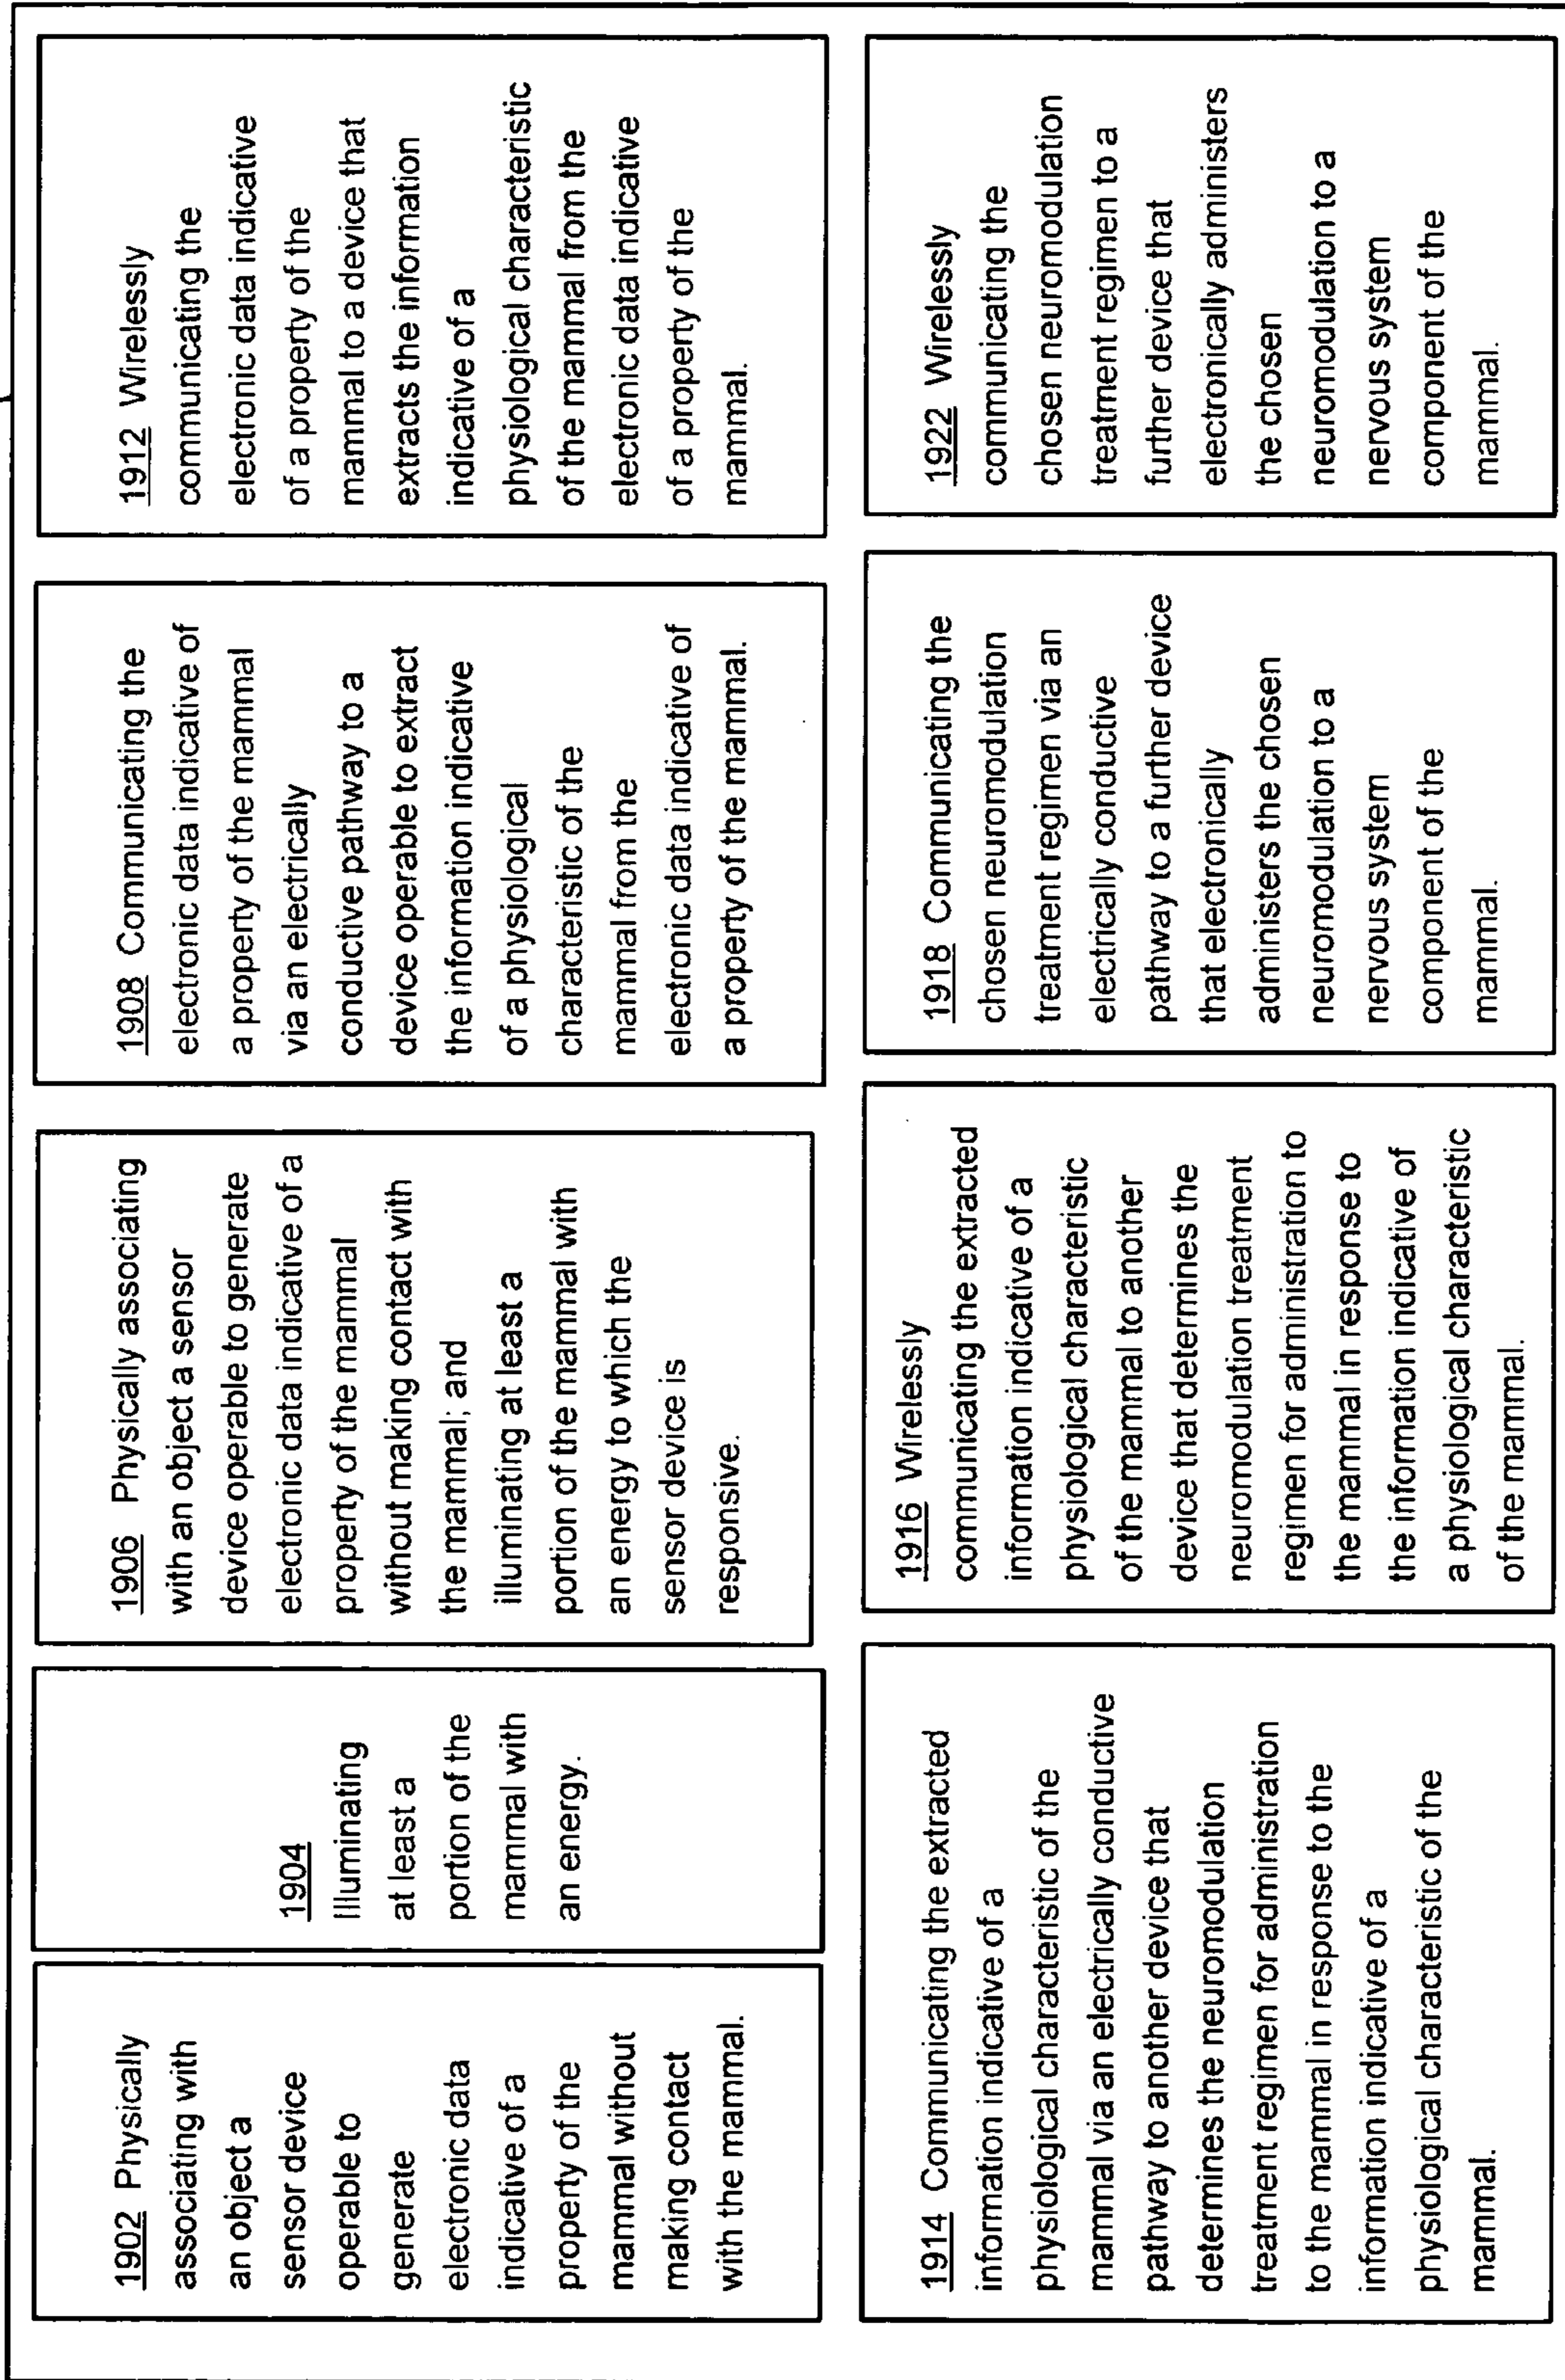 1902 Physically
associating with
an object a
sensor device
operable to
generate
electronic data
indicative of a
property of the
mammal without
making contact
with the mammal.
1904
Illuminating
at least a
portion of the
mammal with
an energy.
1906 Physically associating
with an object a sensor
device operable to generate
electronic data indicative of a
property of the mammal
without making contact with
the mammal; and
illuminating at least a
portion of the mammal with
an energy to which the
sensor device is
responsive.
1908 Communicating the
electronic data indicative of
a property of the mammal
via an electrically
conductive pathway to a
device operable to extract
the information indicative
of a physiological
characteristic of the
mammal from the
electronic data indicative of
a property of the mammal.
1912 Wirelessly
communicating the
electronic data indicative
of a property of the
mammal to a device that
extracts the information
indicative of a
physiological characteristic
of the mammal from the
electronic data indicative
of a property of the
mammal.
1914 Communicating the extracted
information indicative of a
physiological characteristic of the
mammal via an electrically conductive
pathway to another device that
determines the neuromodulation
treatment regimen for administration
to the mammal in response to the
information indicative of a
physiological characteristic of the
mammal.
1916 Wirelessly
communicating the extracted
information indicative of a
physiological characteristic
of the mammal to another
device that determines the
neuromodulation treatment
regimen for administration to
the mammal in response to
the information indicative of
a physiological characteristic
of the mammal.
1918 Communicating the
chosen neuromodulation
treatment regimen via an
electrically conductive
pathway to a further device
that electronically
administers the chosen
neuromodulation to a
nervous system
component of the
mammal.
1922 Wirelessly
communicating the
chosen neuromodulation
treatment regimen to a
further device that
electronically administers
the chosen
neuromodulation to a
nervous system
component of the
mammal.